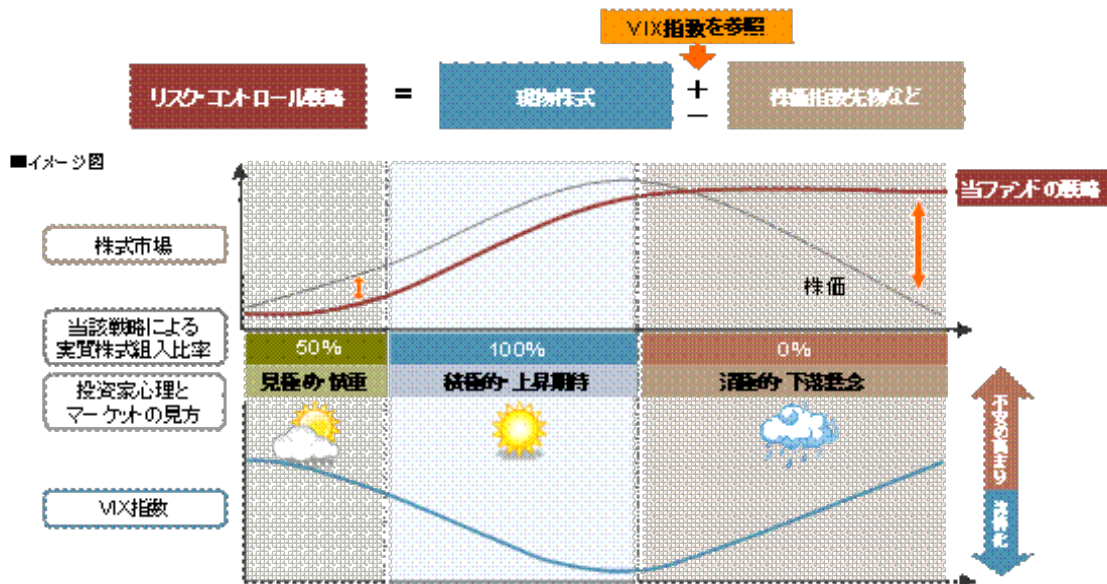 VIX指数を参照
リスク・コントロール戦略
=
現物株式
+
−
株価指数先物など
■イメージ図
当ファンドの戦略
株式市場
株価
当該戦略による
実質株式組入比率
50%
100%
0%
見極め・慎重
積極的・上昇期待
消極的・下落懸念
投資家心理と
マーケットの見方
不安の高まり
沈静化
VIX指数